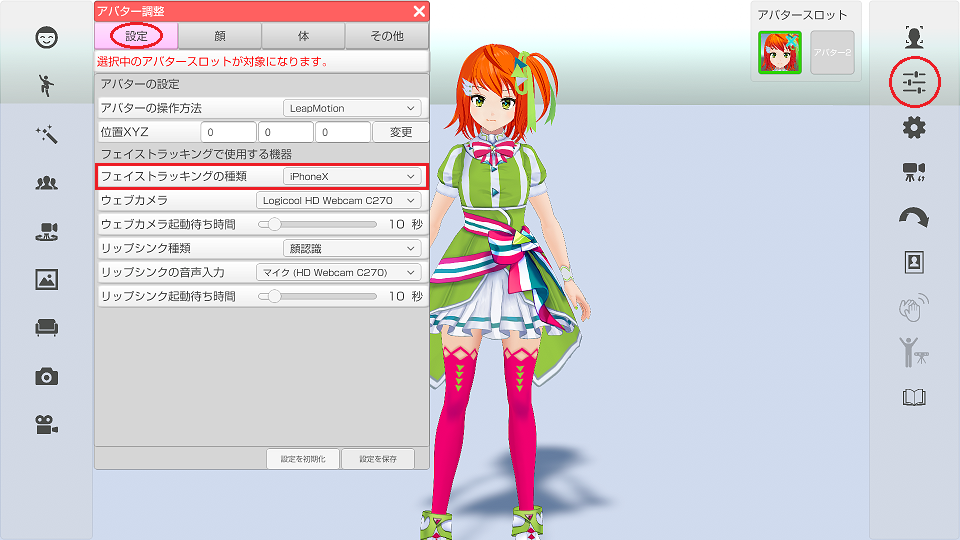 アバター調整
設定 顔 体 その他
選択中のアバタースロットが対象になります。
アバターの設定
アバターの操作方法 LeapMotion
位置XYZ 0 0 0 変更
フェイストラッキングで使用する機器
フェイストラッキングの種類 iPhoneX
ウェブカメラ Logicool HD Webcam C270
ウェブカメラ起動待ち時間 10 秒
リップシンク種類 顔認識
リップシンクの音声入力 マイク (HD Webcam C270)
リップシンク起動待ち時間 10 秒
設定を初期化 設定を保存
アバタースロット
アバター2